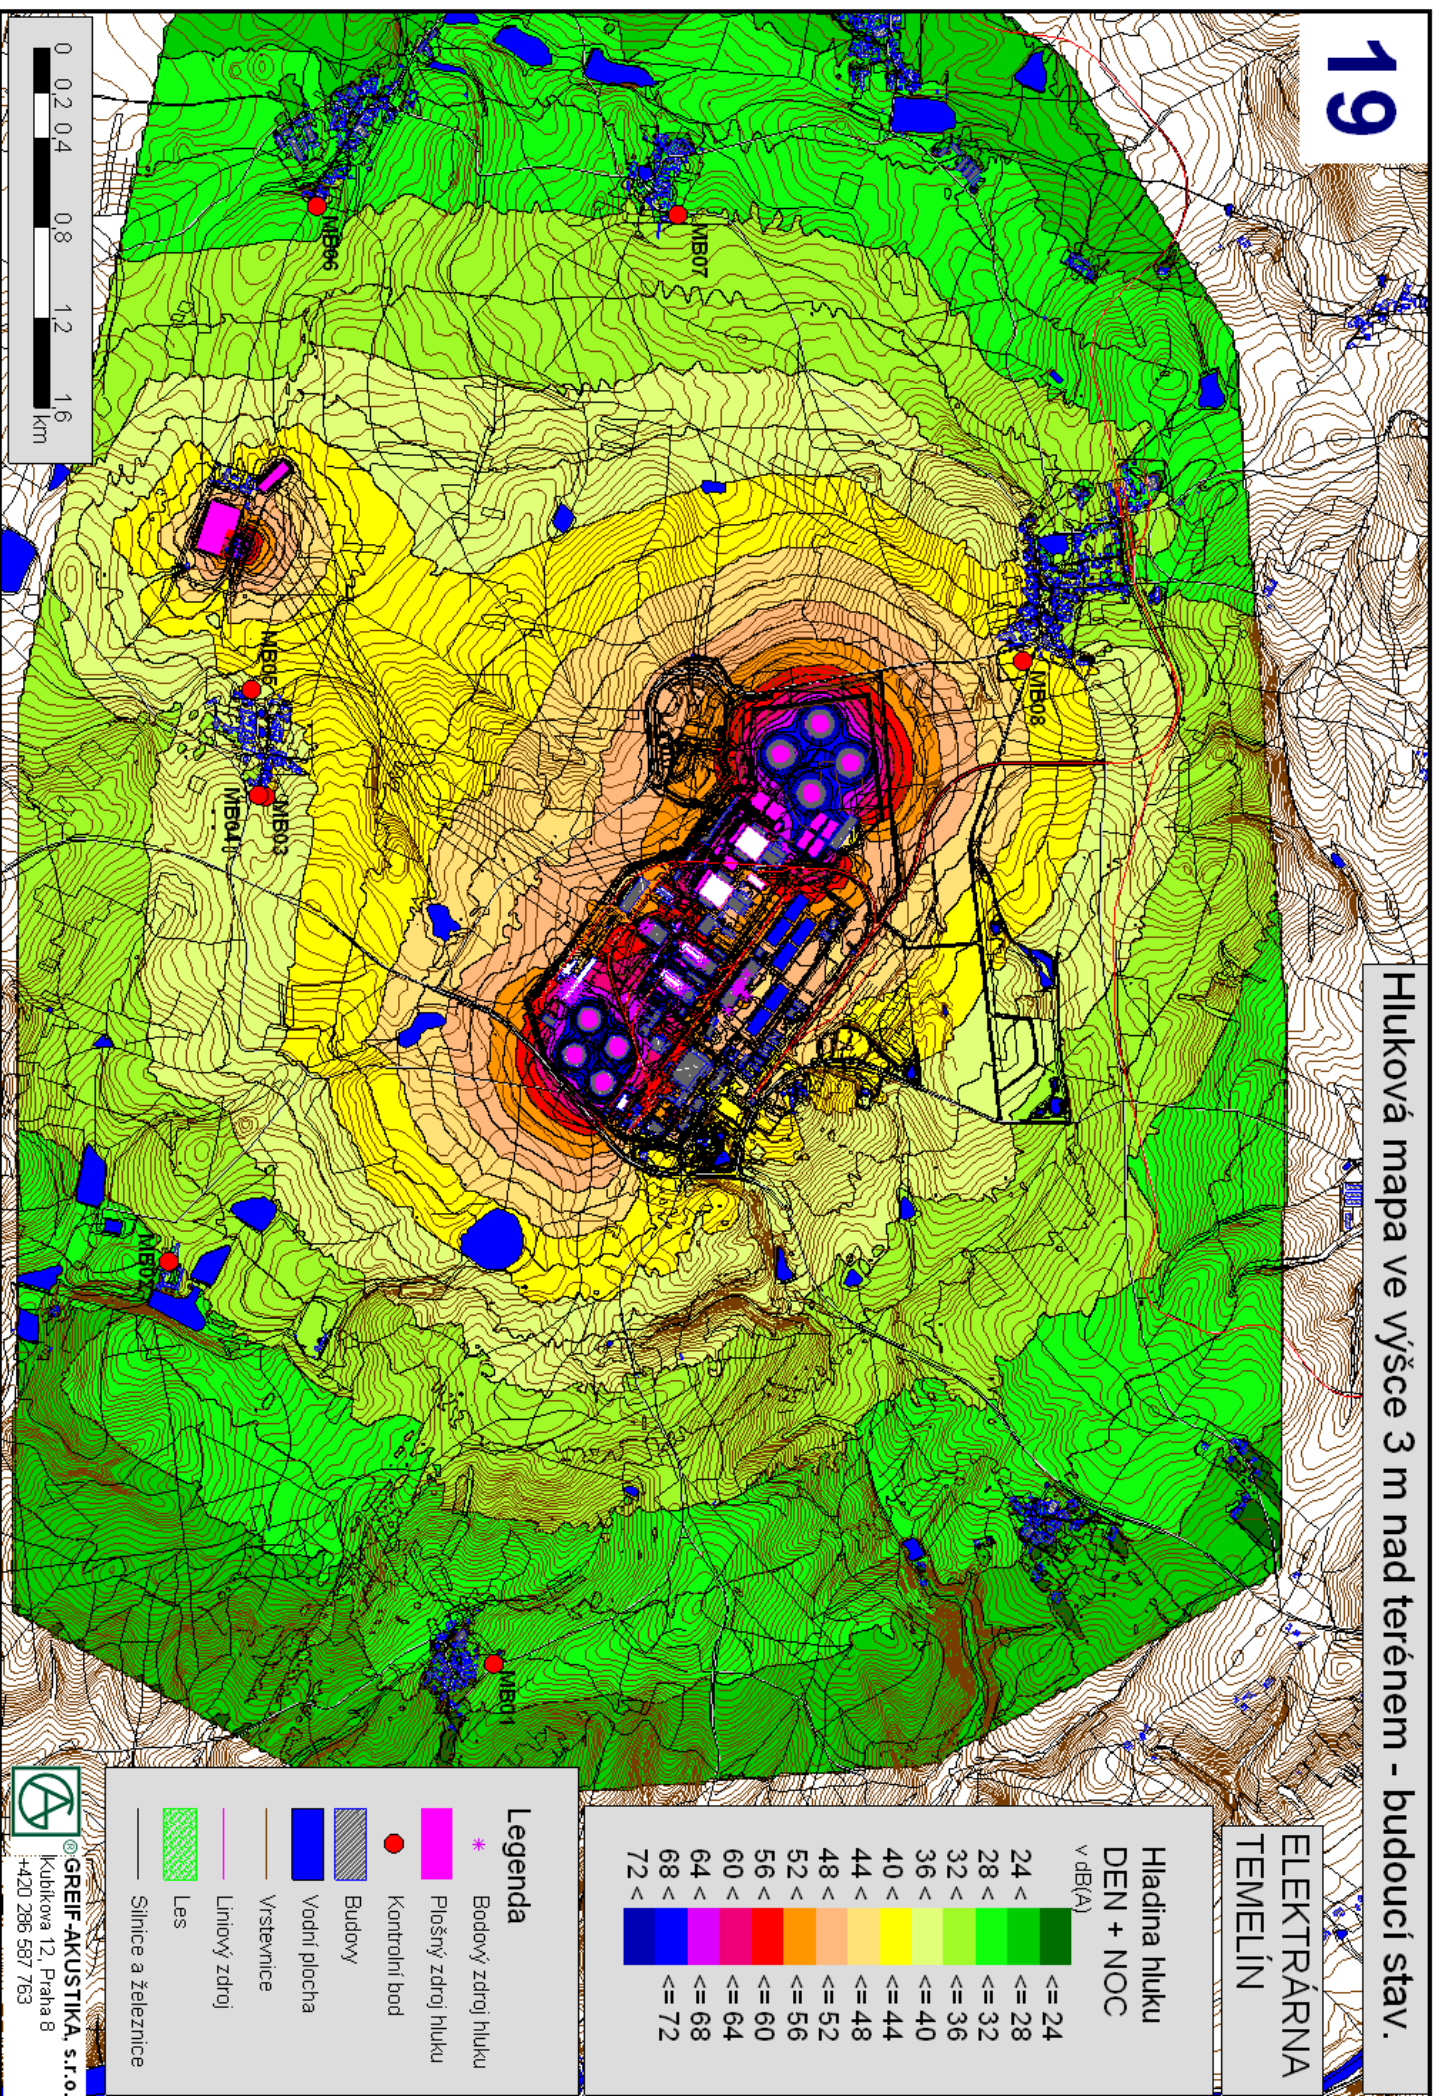 19
Hluková mapa ve výšce 3 m nad terénem - budoucí stav.
ELEKTRÁRNA
TEMELÍN
Hladina hluku
DEN + NOC
v dB(A)
<= 24
24 < <= 28
28 < <= 32
32 < <= 36
36 < <= 40
40 < <= 44
44 < <= 48
48 < <= 52
52 < <= 56
56 < <= 60
60 < <= 64
64 < <= 68
68 < <= 72
72 <
Legenda
Bodový zdroj hluku
Plošný zdroj hluku
Kontrolní bod
Budovy
Vodní plocha
Vrstevnice
Liniový zdroj
Les
Silnice a železnice
® GREIF-AKUSTIKA, s.r.o.
Kubíkova 12, Praha 8
+420 286 587 763
MB08
MB07
MB06
MB05
MB03
MB04
MB02
MB01
0 0,2 0,4 0,8 1,2 1,6
km